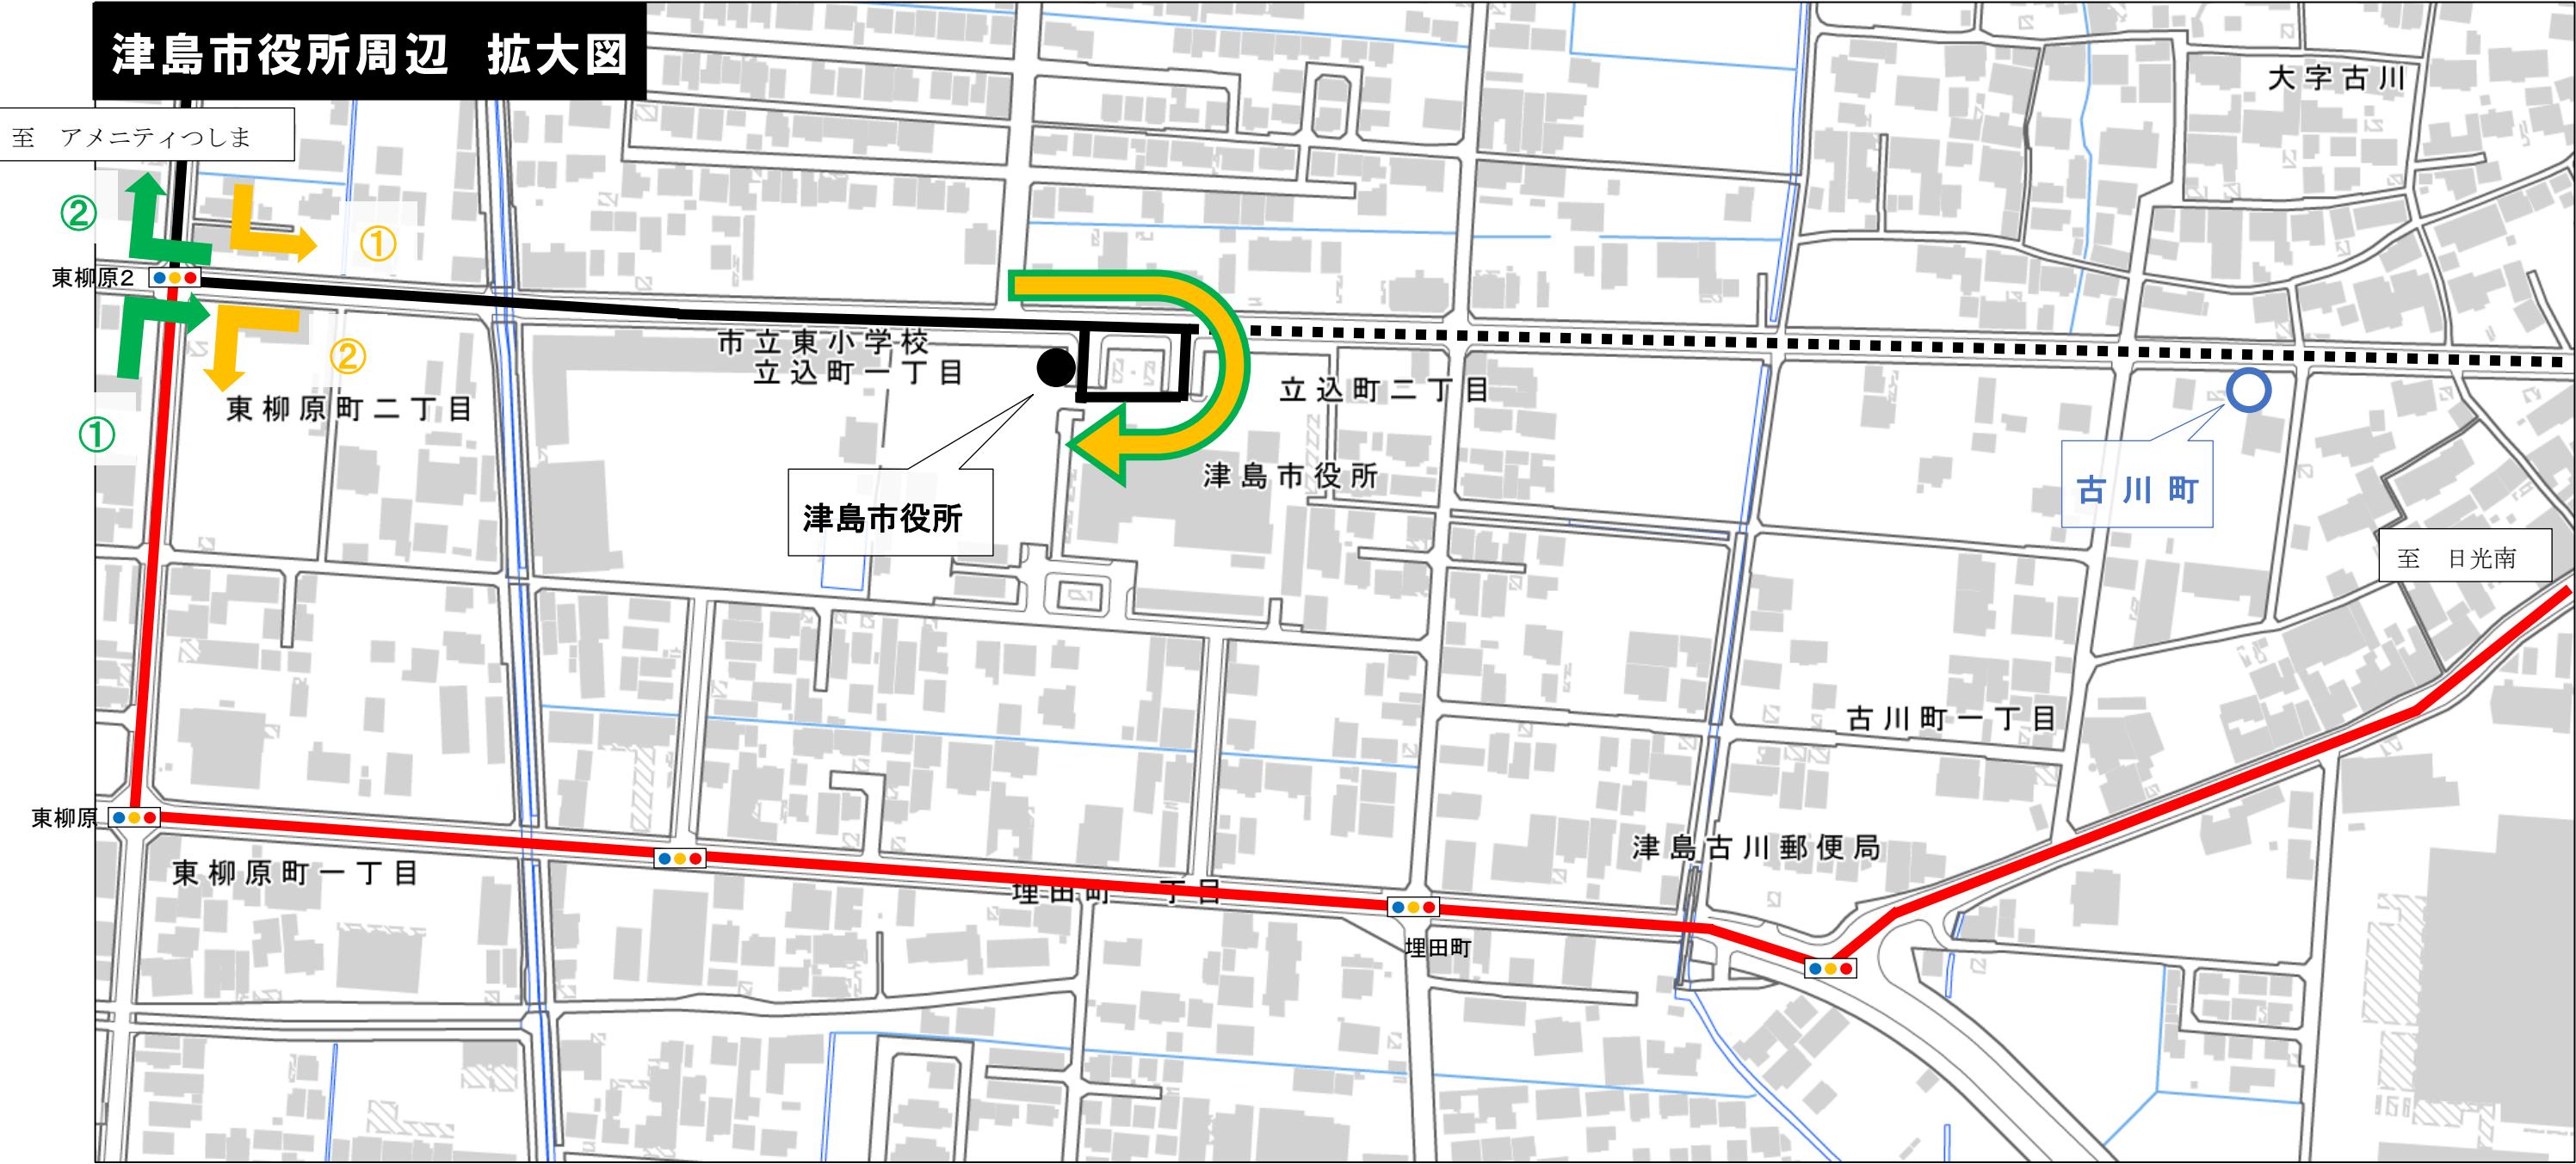 津島市役所周辺　拡大図
大字古川
至　アメニティつしま
②
①
東柳原2
市立東小学校
立込町一丁目
②
立込町二丁目
東柳原町二丁目
①
津島市役所
古川町
津島市役所
至　日光南
古川町一丁目
東柳原
津島古川郵便局
東柳原町一丁目
埋田町一丁目
埋田町